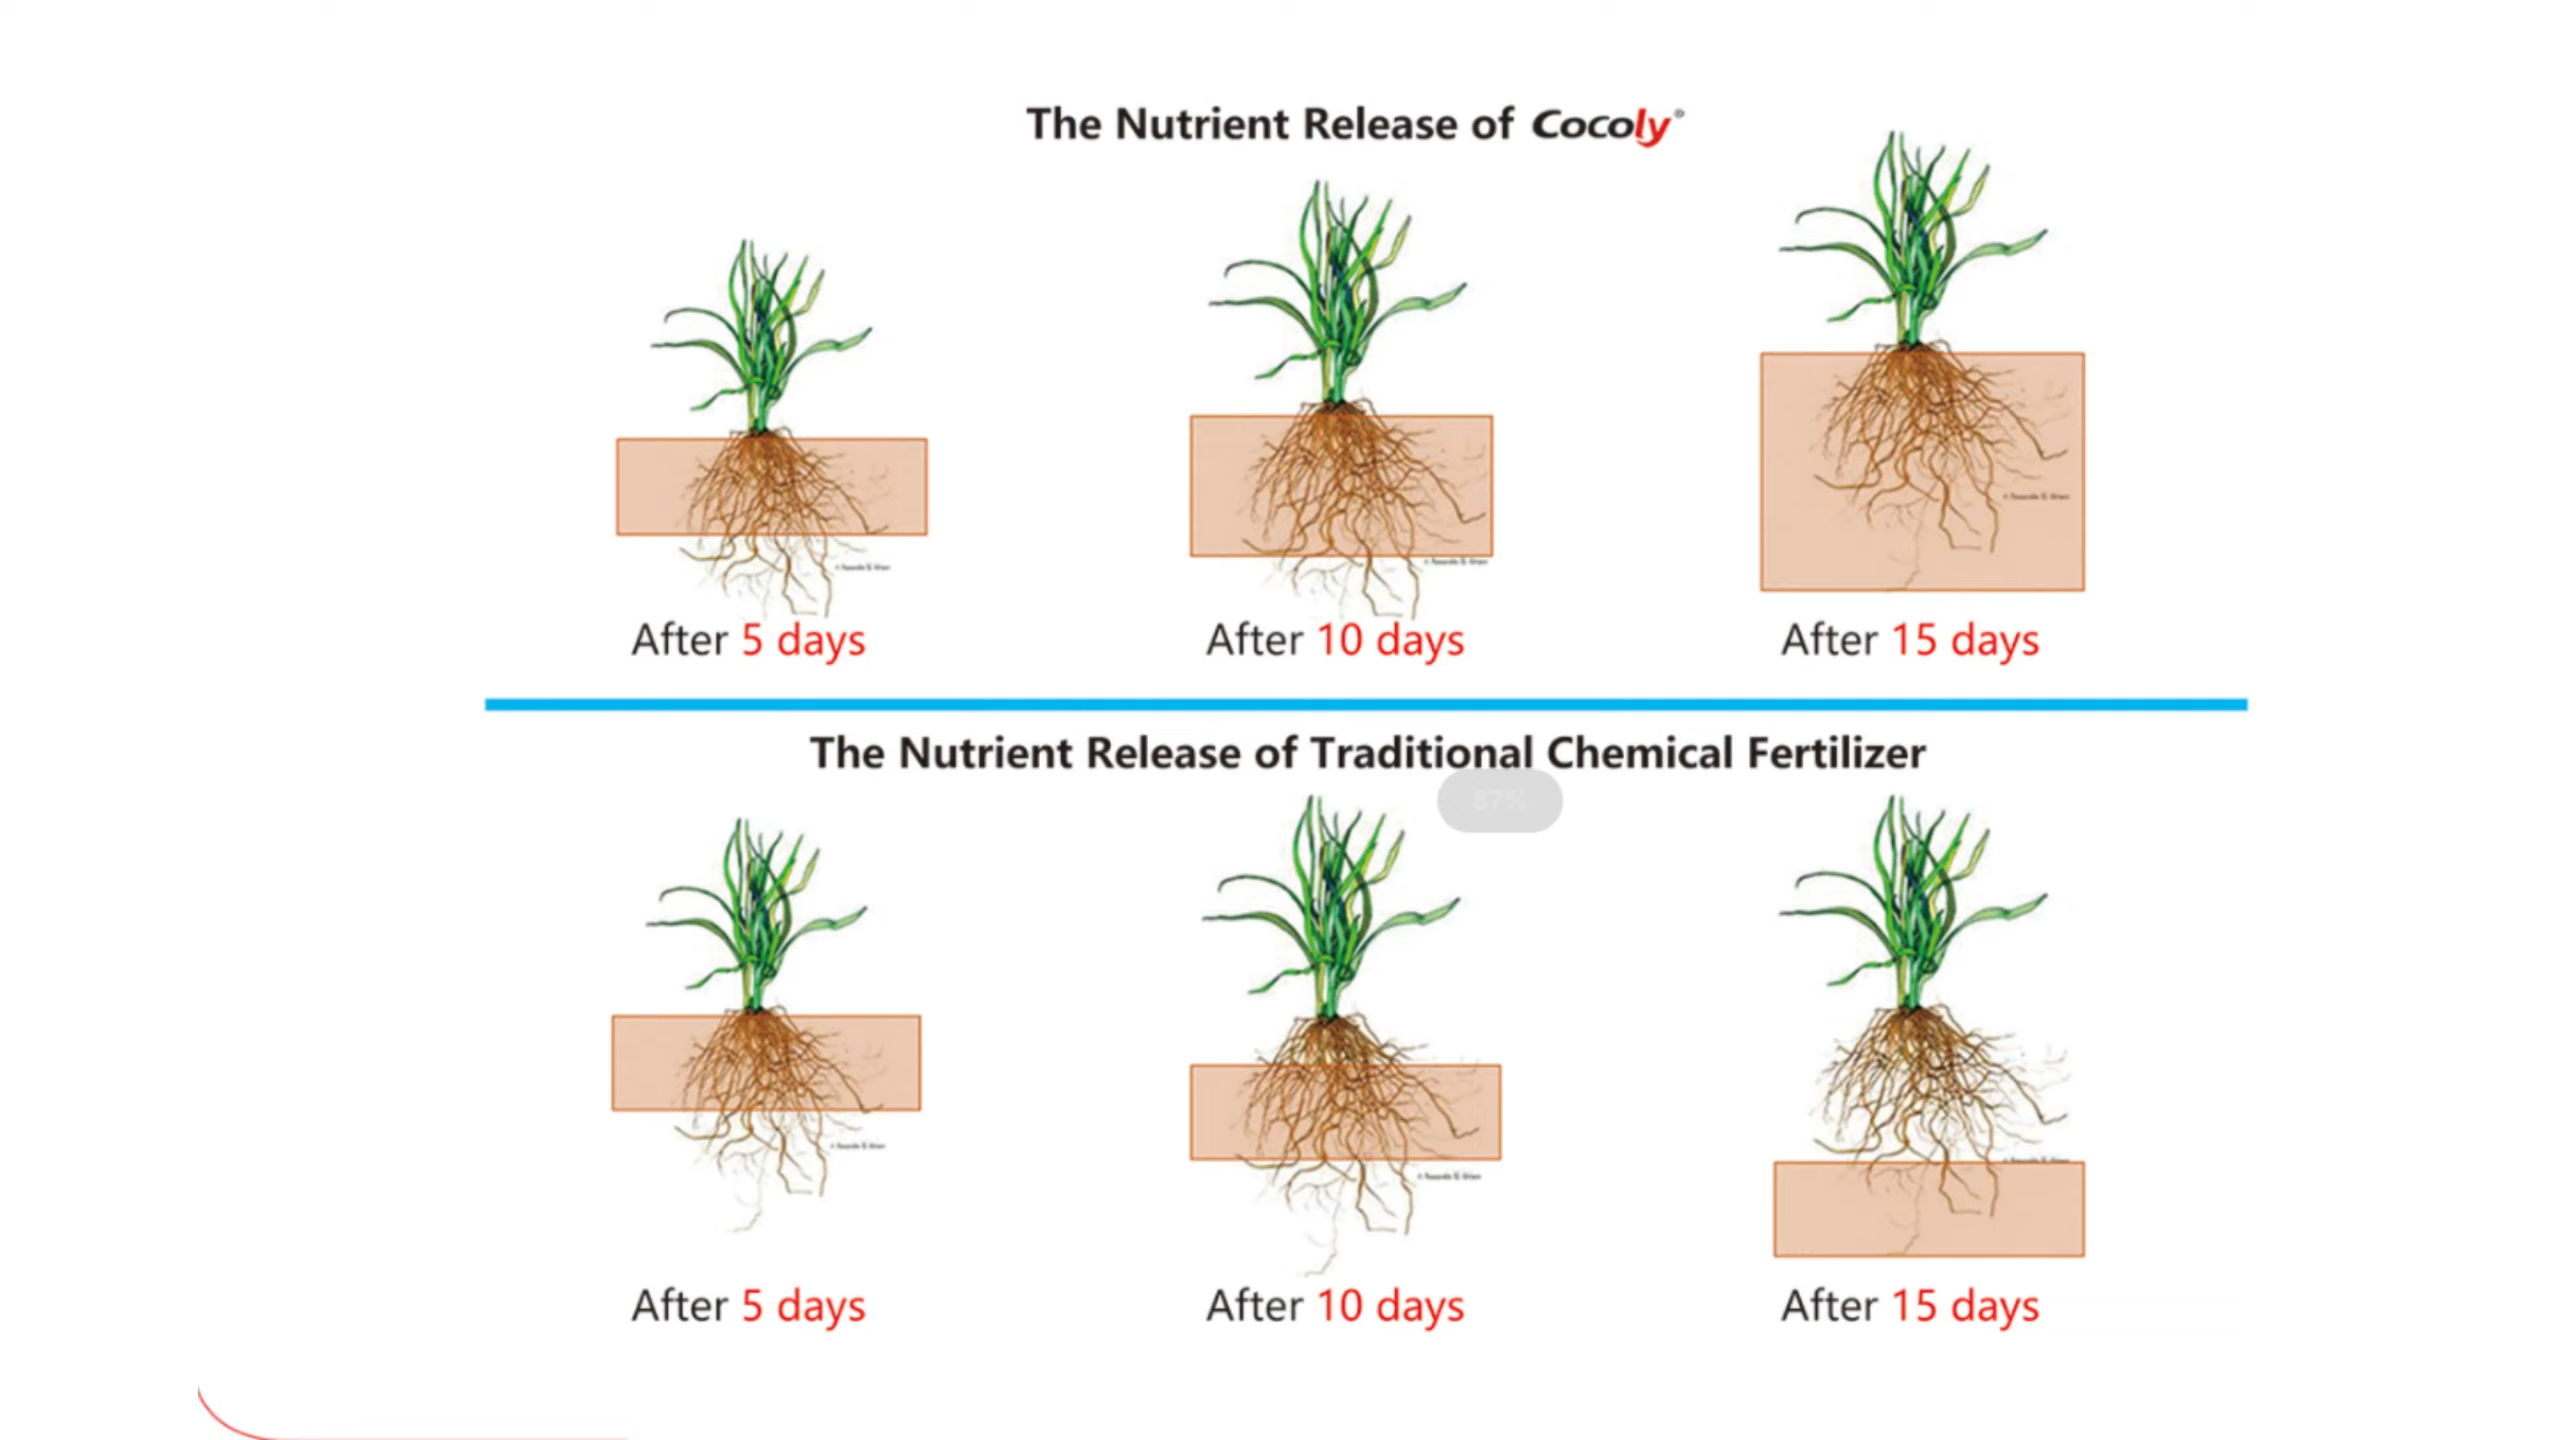 The Nutrient Release of Cocoly®
After 5 days
After 10 days
After 15 days
The Nutrient Release of Traditional Chemical Fertilizer
87%
After 5 days
After 10 days
After 15 days